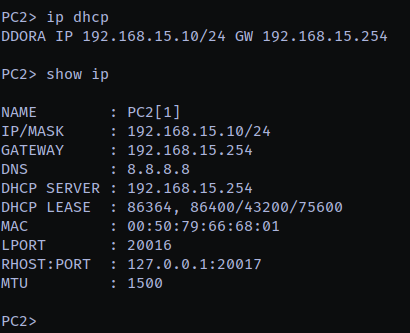 PC2> ip dhcp
DDORA IP 192.168.15.10/24 GW 192.168.15.254
PC2> show ip
NAME        : PC2[1]
IP/MASK     : 192.168.15.10/24
GATEWAY     : 192.168.15.254
DNS         : 8.8.8.8
DHCP SERVER : 192.168.15.254
DHCP LEASE  : 86364, 86400/43200/75600
MAC         : 00:50:79:66:68:01
LPORT       : 20016
RHOST:PORT  : 127.0.0.1:20017
MTU         : 1500
PC2>